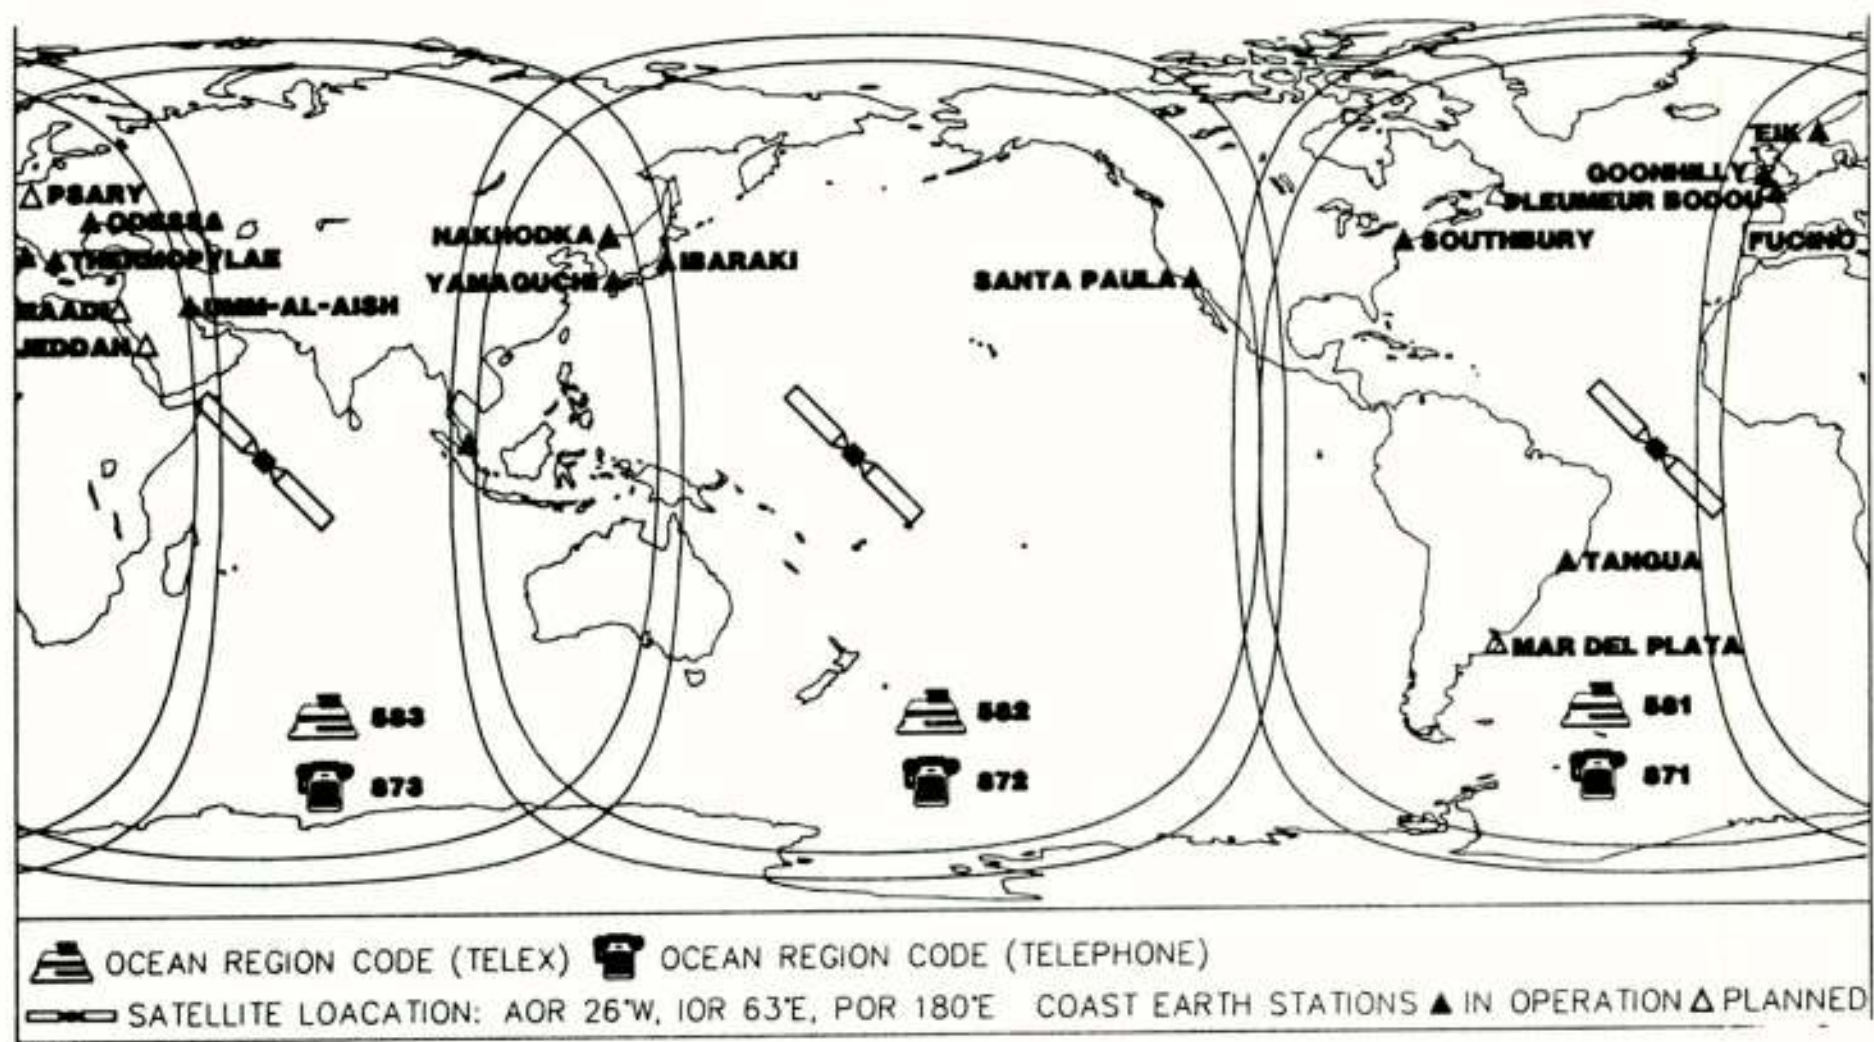 EIK
GOONHILLY
PLEUMEUR BODOU
PSARY
ODESSA
NAKHODKA
SOUTHBURY
FUCINO
THERMOPYLAE
IBARAKI
YAMAGUCHI
SANTA PAULA
MAADI
UMM-AL-AISH
JEDDAH
TANGUA
MAR DEL PLATA
583
582
581
873
872
871
OCEAN REGION CODE (TELEX) OCEAN REGION CODE (TELEPHONE)
SATELLITE LOACATION: AOR 26°W, IOR 63°E, POR 180°E COAST EARTH STATIONS IN OPERATION PLANNED